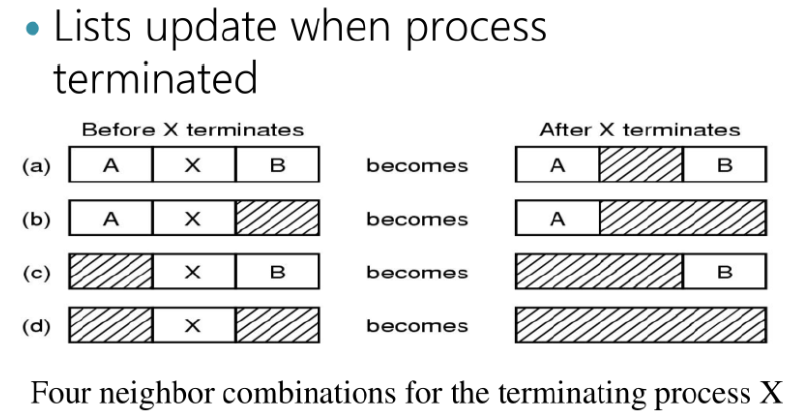 • Lists update when process
terminated
Before X terminates After X terminates
(a) A X B becomes A B
(b) A X becomes A
(c) X B becomes B
(d) X becomes
Four neighbor combinations for the terminating process X